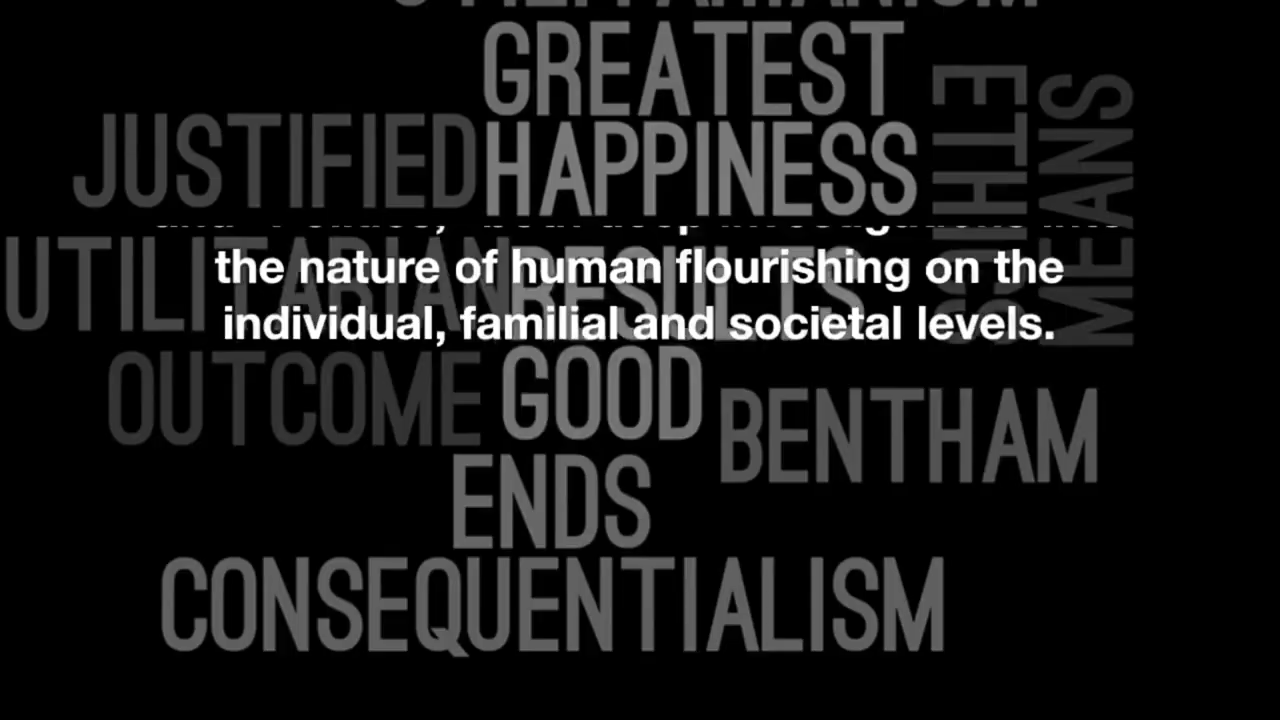 GREATEST
JUSTIFIED HAPPINESS
ETHICS
MEANS
UTILITARIAN RESULTS
the nature of human flourishing on the
individual, familial and societal levels.
OUTCOME GOOD
BENTHAM
ENDS
CONSEQUENTIALISM